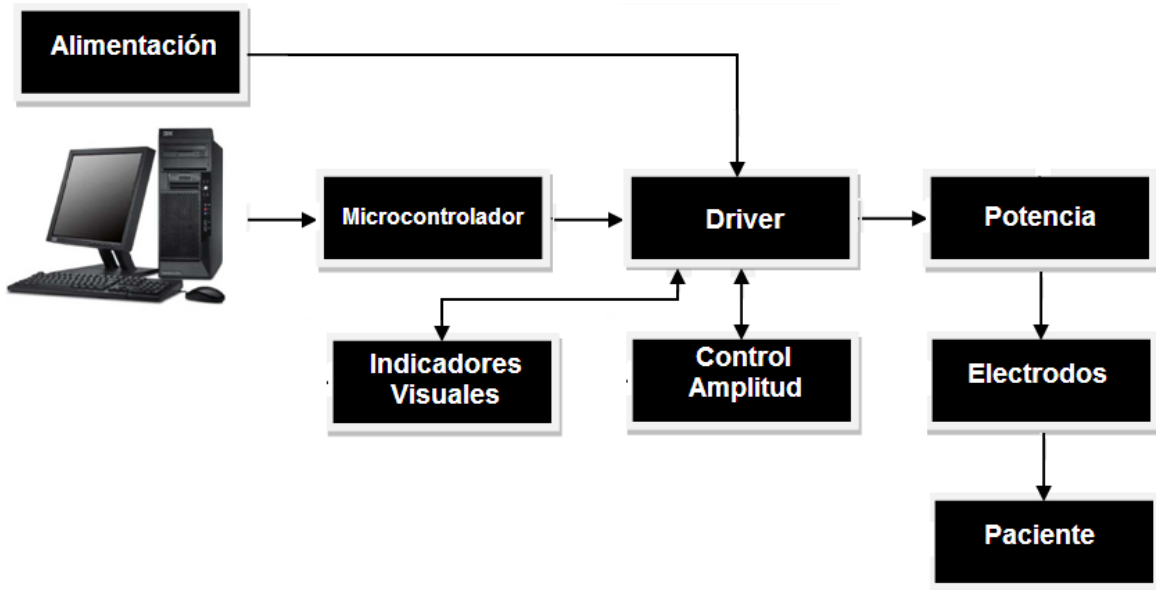 Alimentación
Microcontrolador
Driver
Potencia
Indicadores
Visuales
Control
Amplitud
Electrodos
Paciente